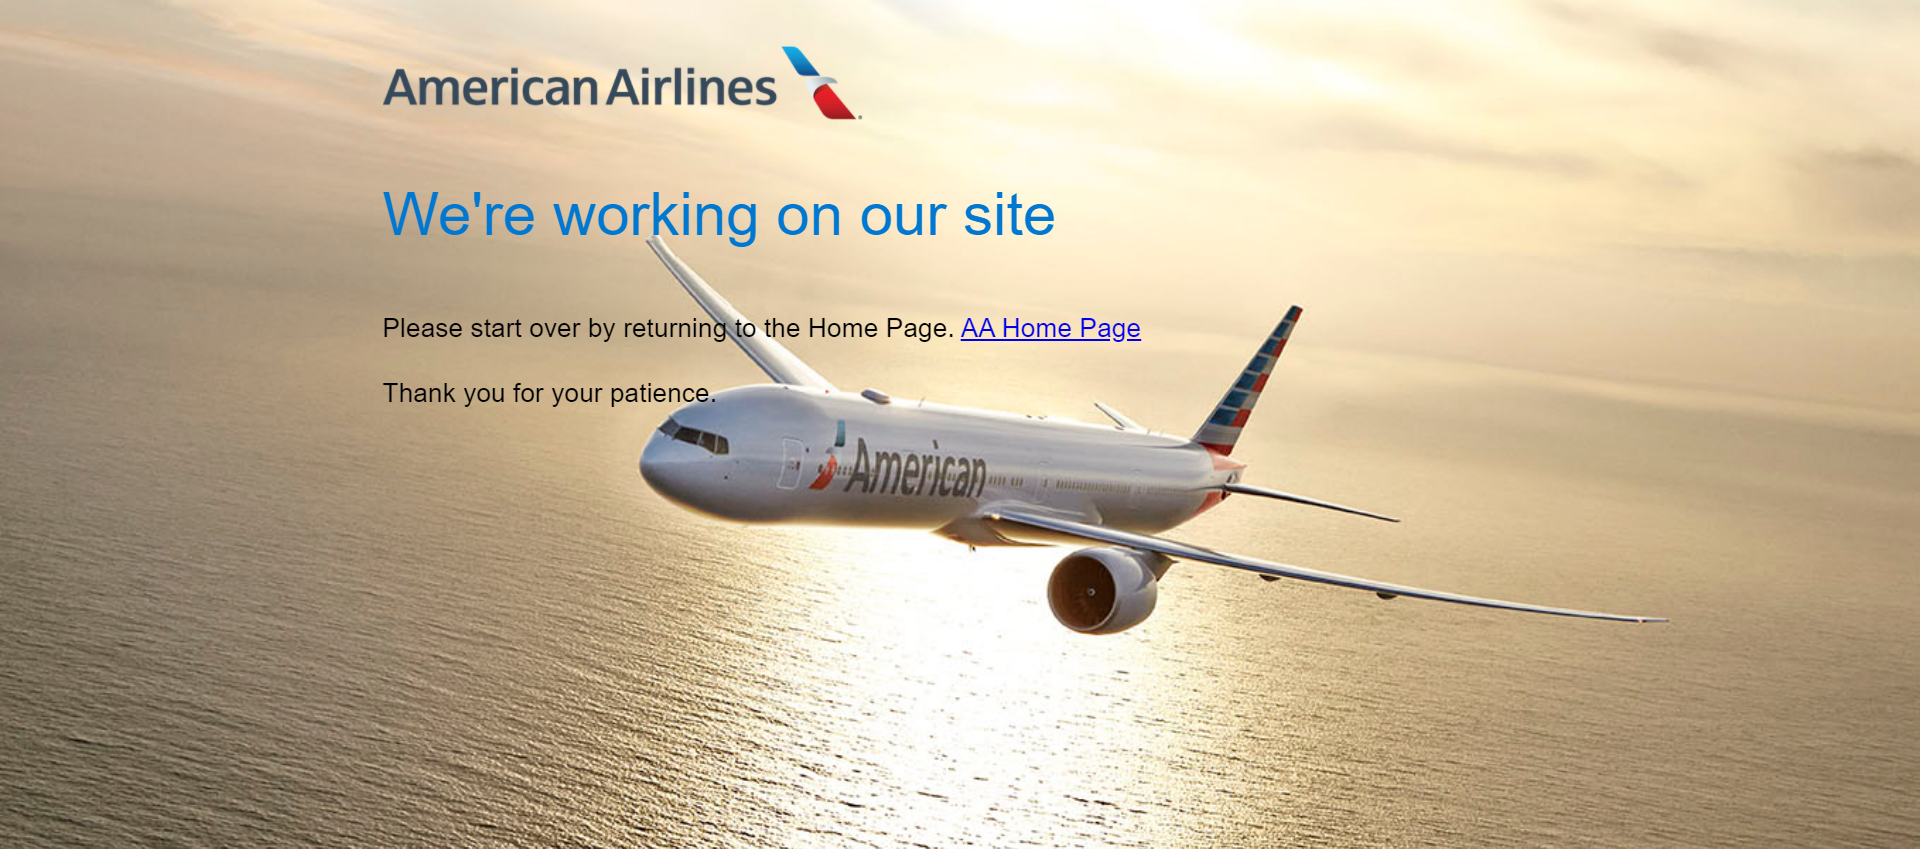 American Airlines
We're working on our site
Please start over by returning to the Home Page. AA Home Page
Thank you for your patience.
American